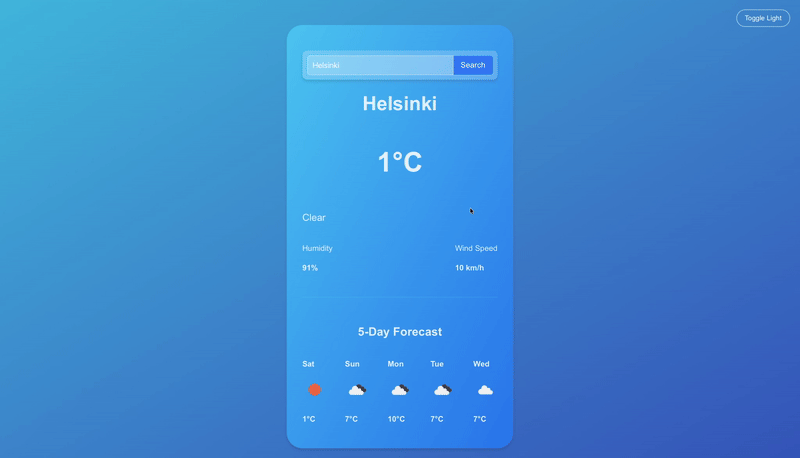 Toggle Light
Helsinki Search
Helsinki
1°C
Clear
Humidity Wind Speed
91% 10 km/h
5-Day Forecast
Sat Sun Mon Tue Wed
1°C 7°C 10°C 7°C 7°C